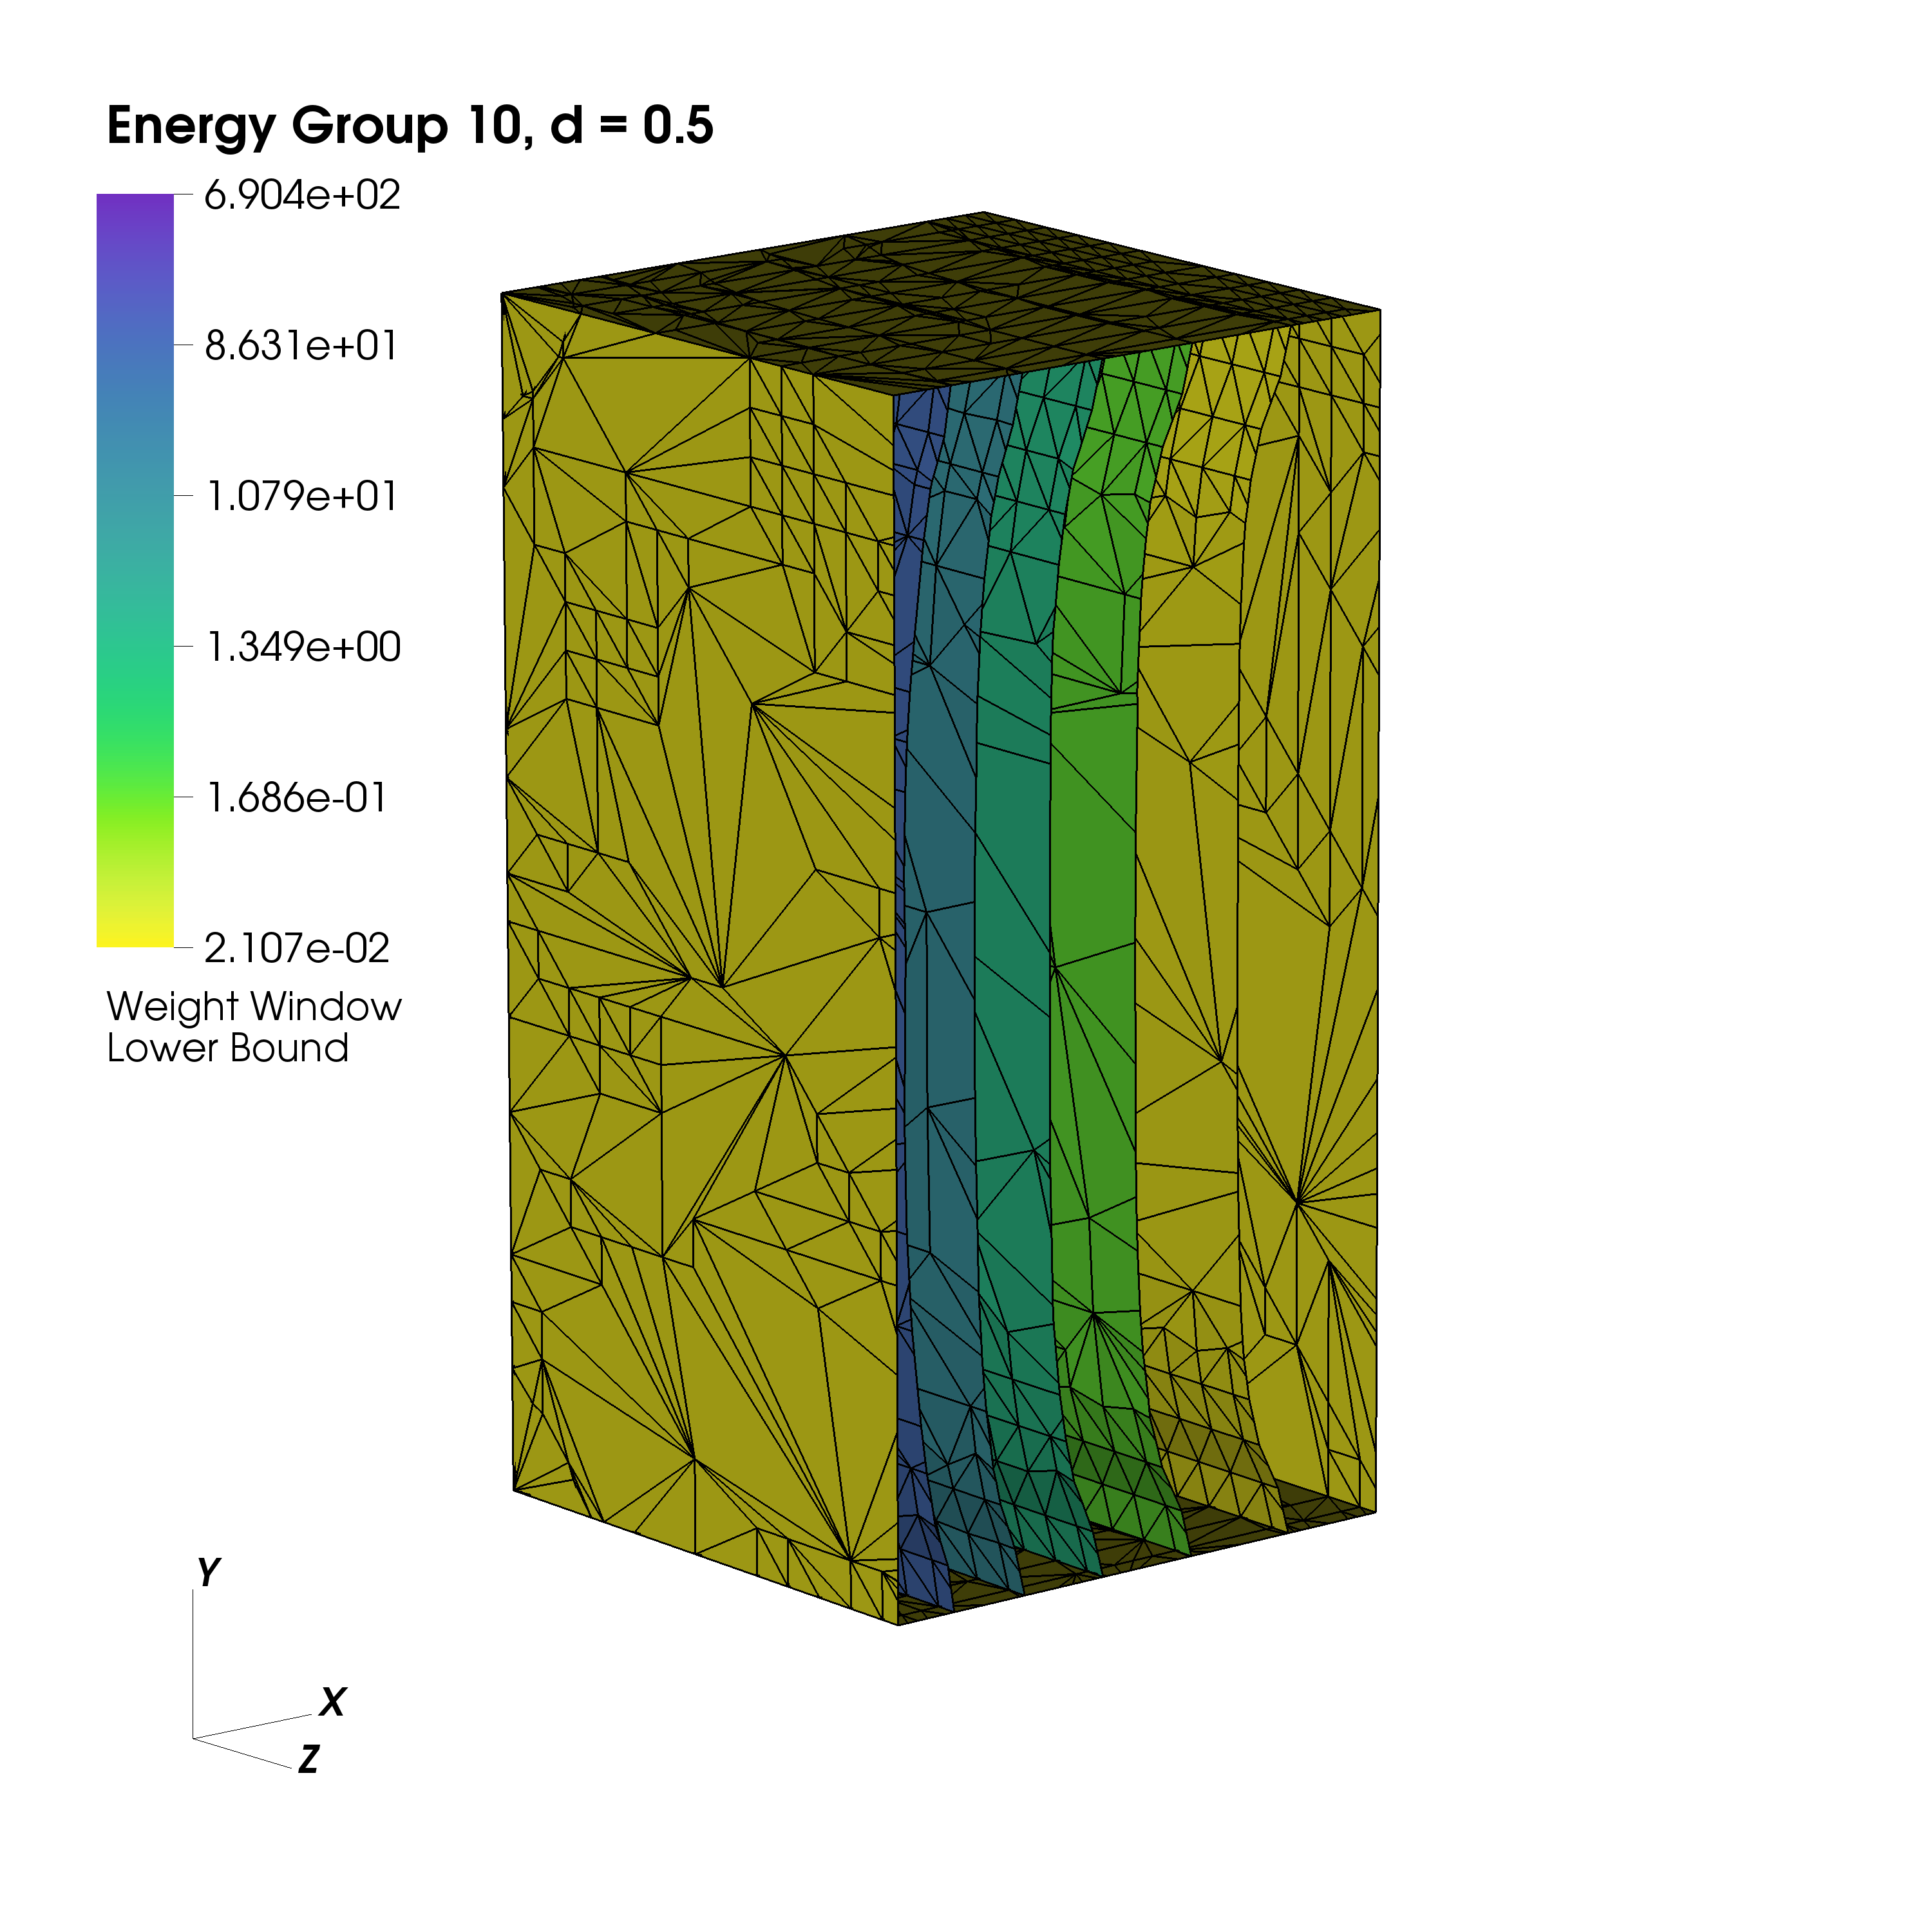 Energy Group 10, d = 0.5
6.904e+02
8.631e+01
1.079e+01
1.349e+00
1.686e-01
2.107e-02
Weight Window
Lower Bound
Y
X
Z